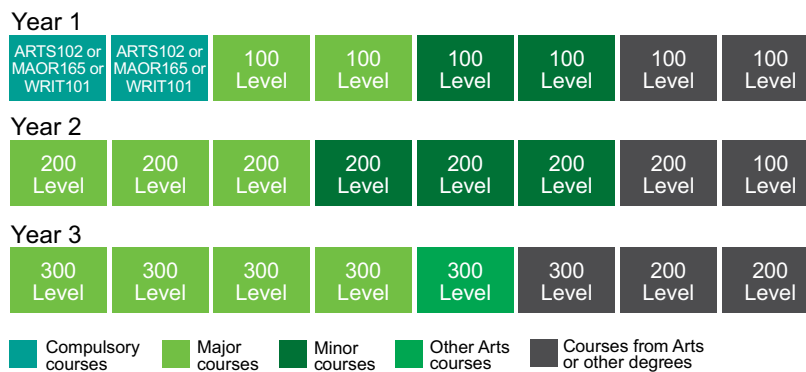 Year 1
ARTS102 or MAOR165 or WRIT101
ARTS102 or MAOR165 or WRIT101
100 Level
100 Level
100 Level
100 Level
100 Level
100 Level
Year 2
200 Level
200 Level
200 Level
200 Level
200 Level
200 Level
200 Level
100 Level
Year 3
300 Level
300 Level
300 Level
300 Level
300 Level
300 Level
200 Level
200 Level
Compulsory courses
Major courses
Minor courses
Other Arts courses
Courses from Arts or other degrees